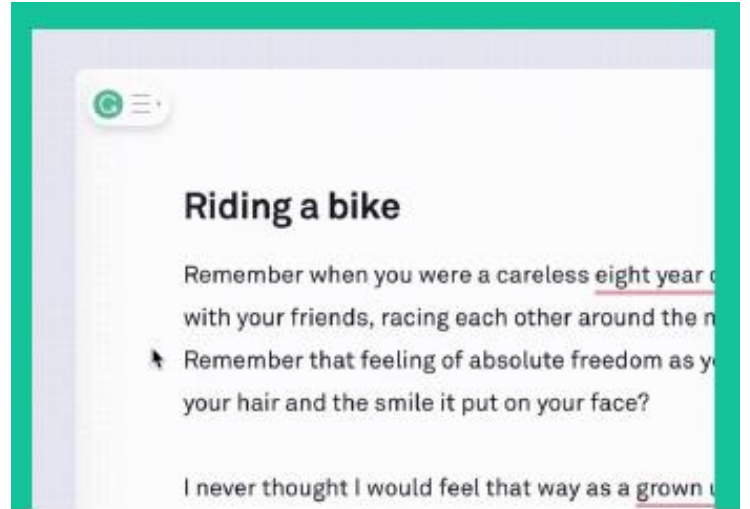 Riding a bike
Remember when you were a careless eight year
with your friends, racing each other around the
Remember that feeling of absolute freedom as
your hair and the smile it put on your face?
I never thought I would feel that way as a grown